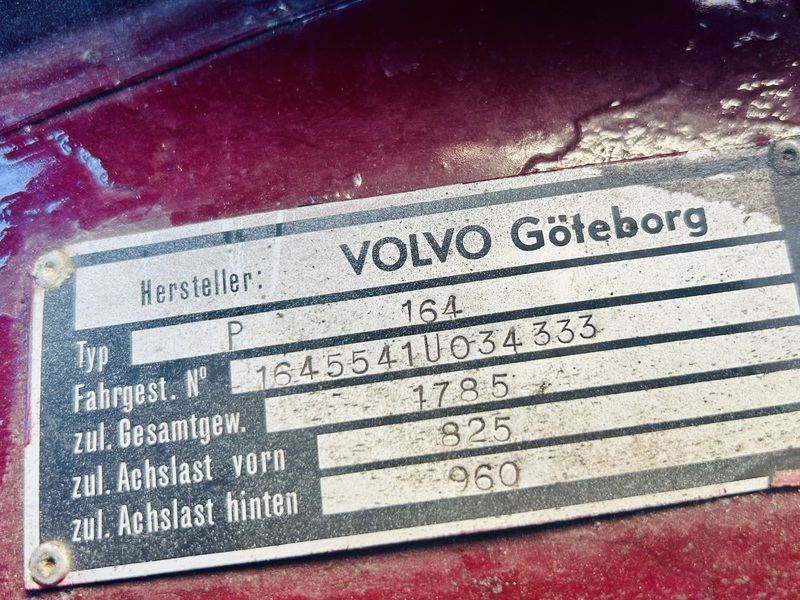 Hersteller: VOLVO Göteborg
Typ P 164
Fahrgest. Nº 1645541U034333
zul. Gesamtgew. 1785
zul. Achslast vorn 825
zul. Achslast hinten 960